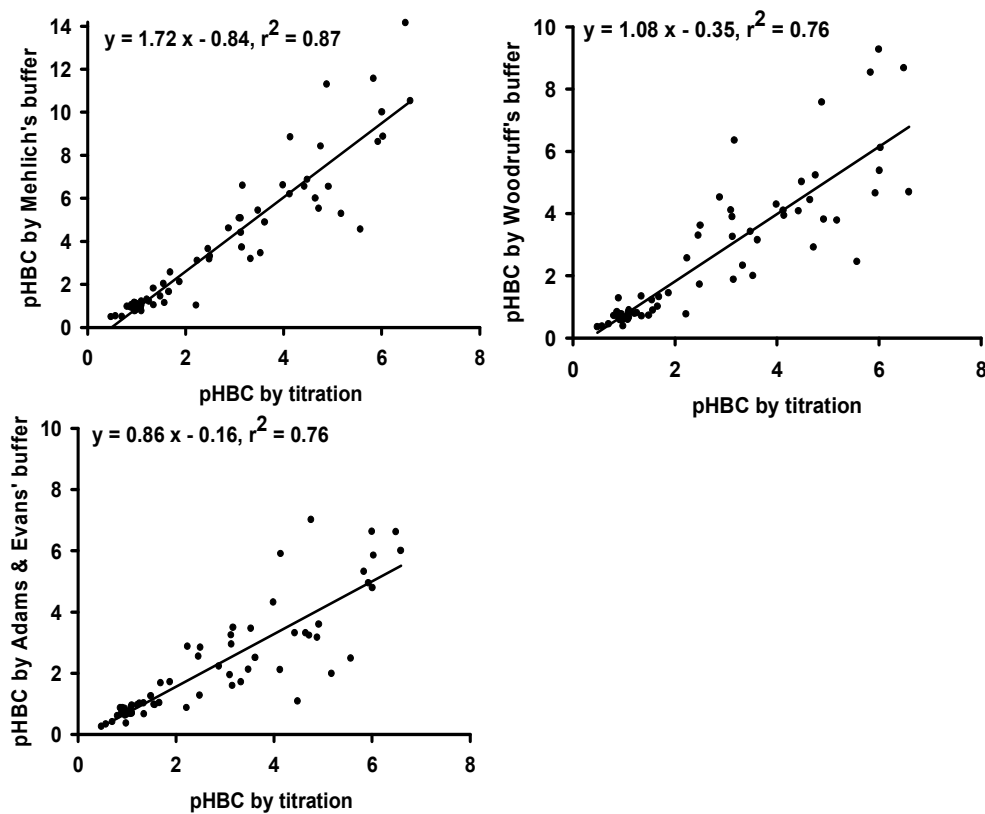 y = 1.72 x - 0.84, r² = 0.87
pHBC by Mehlich's buffer
14
12
10
8
6
4
2
0
0 2 4 6 8
pHBC by titration
y = 1.08 x - 0.35, r² = 0.76
pHBC by Woodruff's buffer
10
8
6
4
2
0
0 2 4 6 8
pHBC by titration
y = 0.86 x - 0.16, r² = 0.76
pHBC by Adams & Evans' buffer
10
8
6
4
2
0
0 2 4 6 8
pHBC by titration